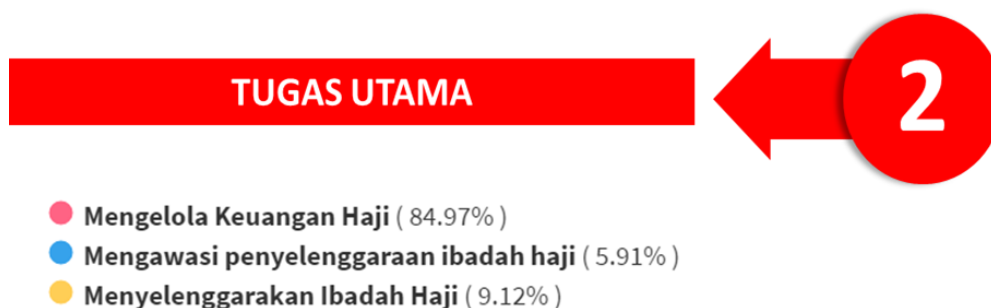 TUGAS UTAMA
2
Mengelola Keuangan Haji ( 84.97% )
Mengawasi penyelenggaraan ibadah haji ( 5.91% )
Menyelenggarakan Ibadah Haji ( 9.12% )